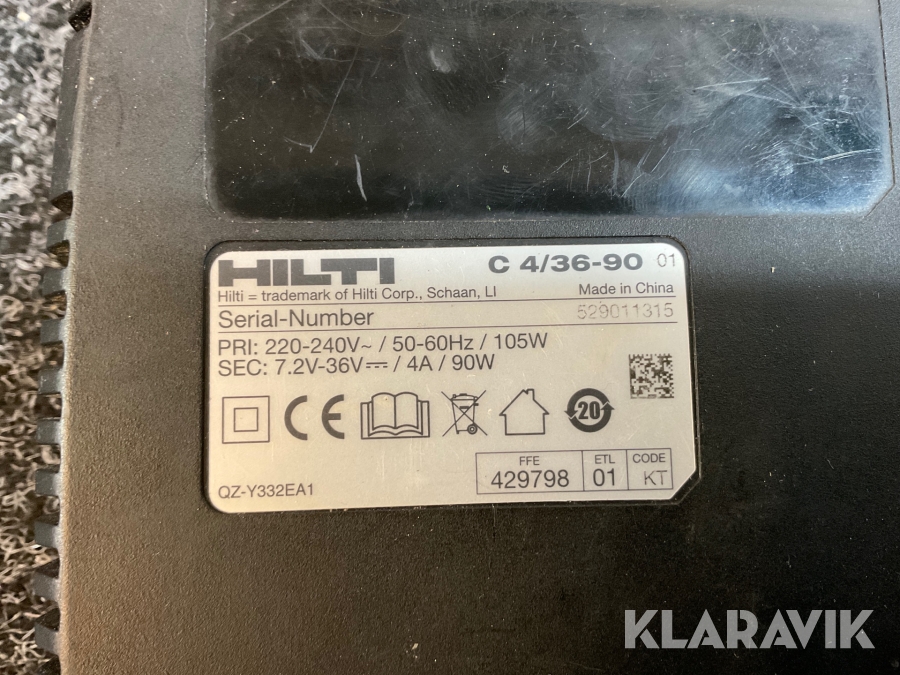 HILTI C 4/36-90 01
Hilti = trademark of Hilti Corp., Schaan, LI Made in China
Serial-Number 529011315
PRI: 220-240V~ / 50-60Hz / 105W
SEC: 7.2V-36V⎓ / 4A / 90W
CE 20
FFE ETL CODE
429798 01 KT
QZ-Y332EA1
KLARAVIK